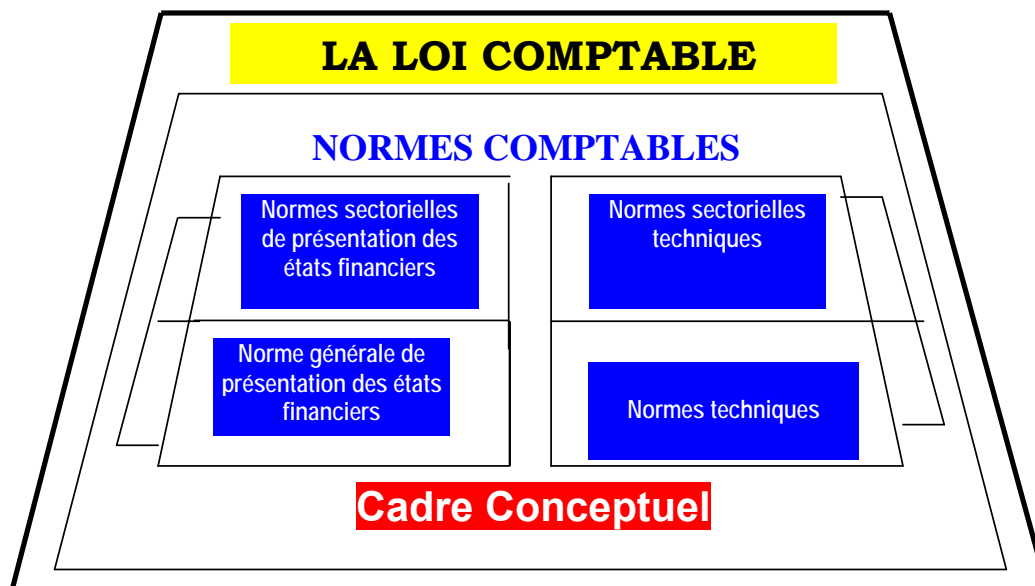 LA LOI COMPTABLE
NORMES COMPTABLES
Normes sectorielles
de présentation des
états financiers
Normes sectorielles
techniques
Norme générale de
présentation des états
financiers
Normes techniques
Cadre Conceptuel